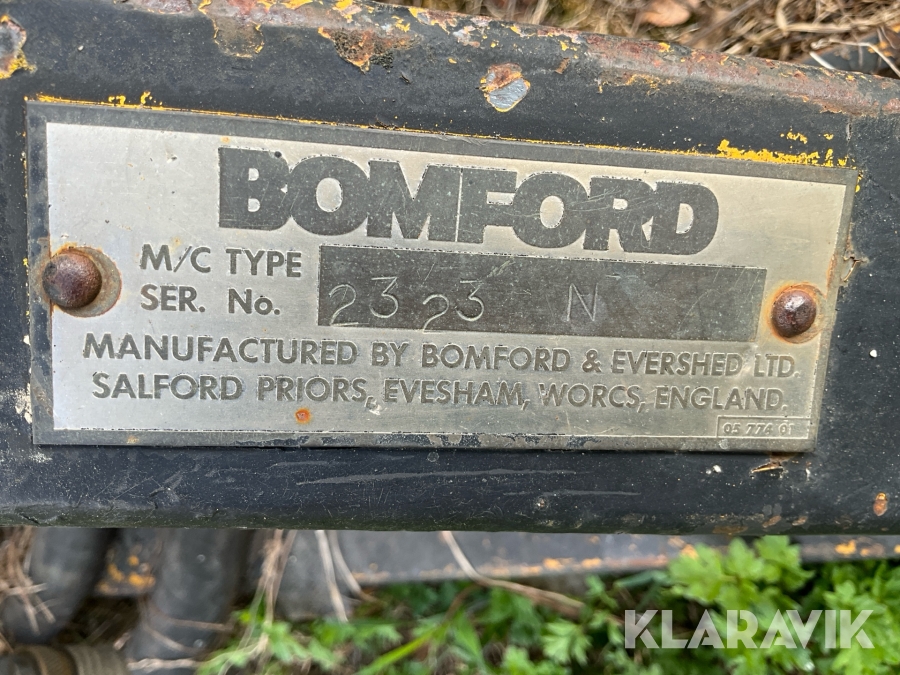 BOMFORD
M/C TYPE
SER. No. 2323 N
MANUFACTURED BY BOMFORD & EVERSHED LTD.
SALFORD PRIORS, EVESHAM, WORCS, ENGLAND.
05 774 01
KLARAVIK